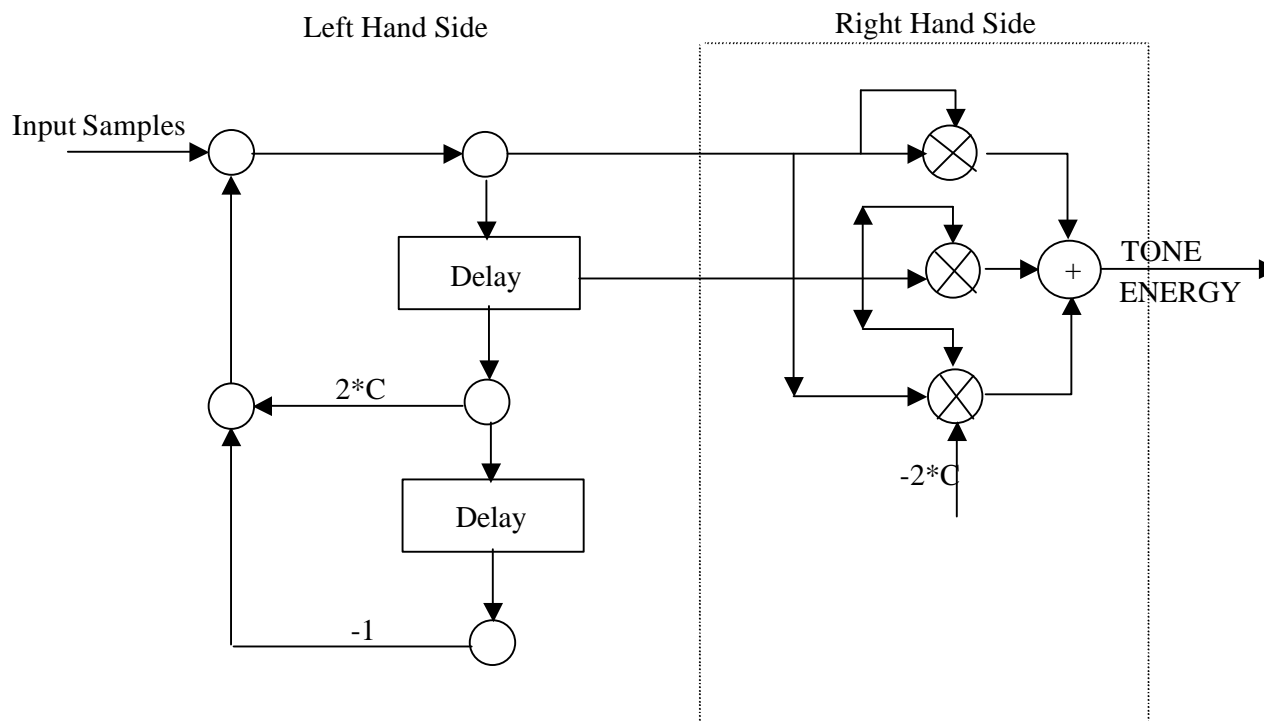 Left Hand Side
Right Hand Side
Input Samples
Delay
TONE
+
ENERGY
2*C
-2*C
Delay
-1